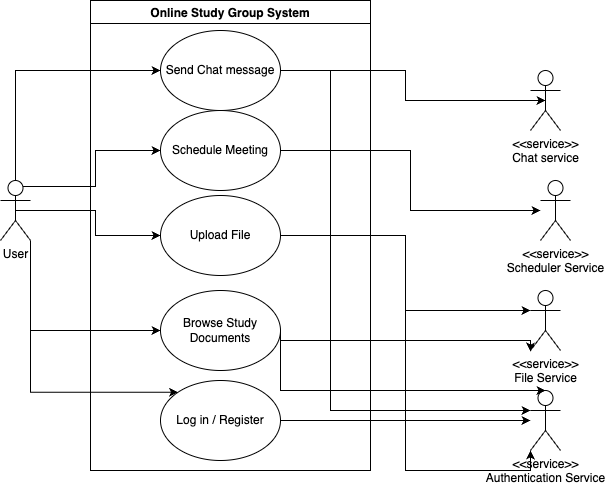 Online Study Group System
Send Chat message
<<service>>
Chat service
Schedule Meeting
User
Upload File
<<service>>
Scheduler Service
Browse Study
Documents
<<service>>
File Service
Log in / Register
<<service>>
Authentication Service